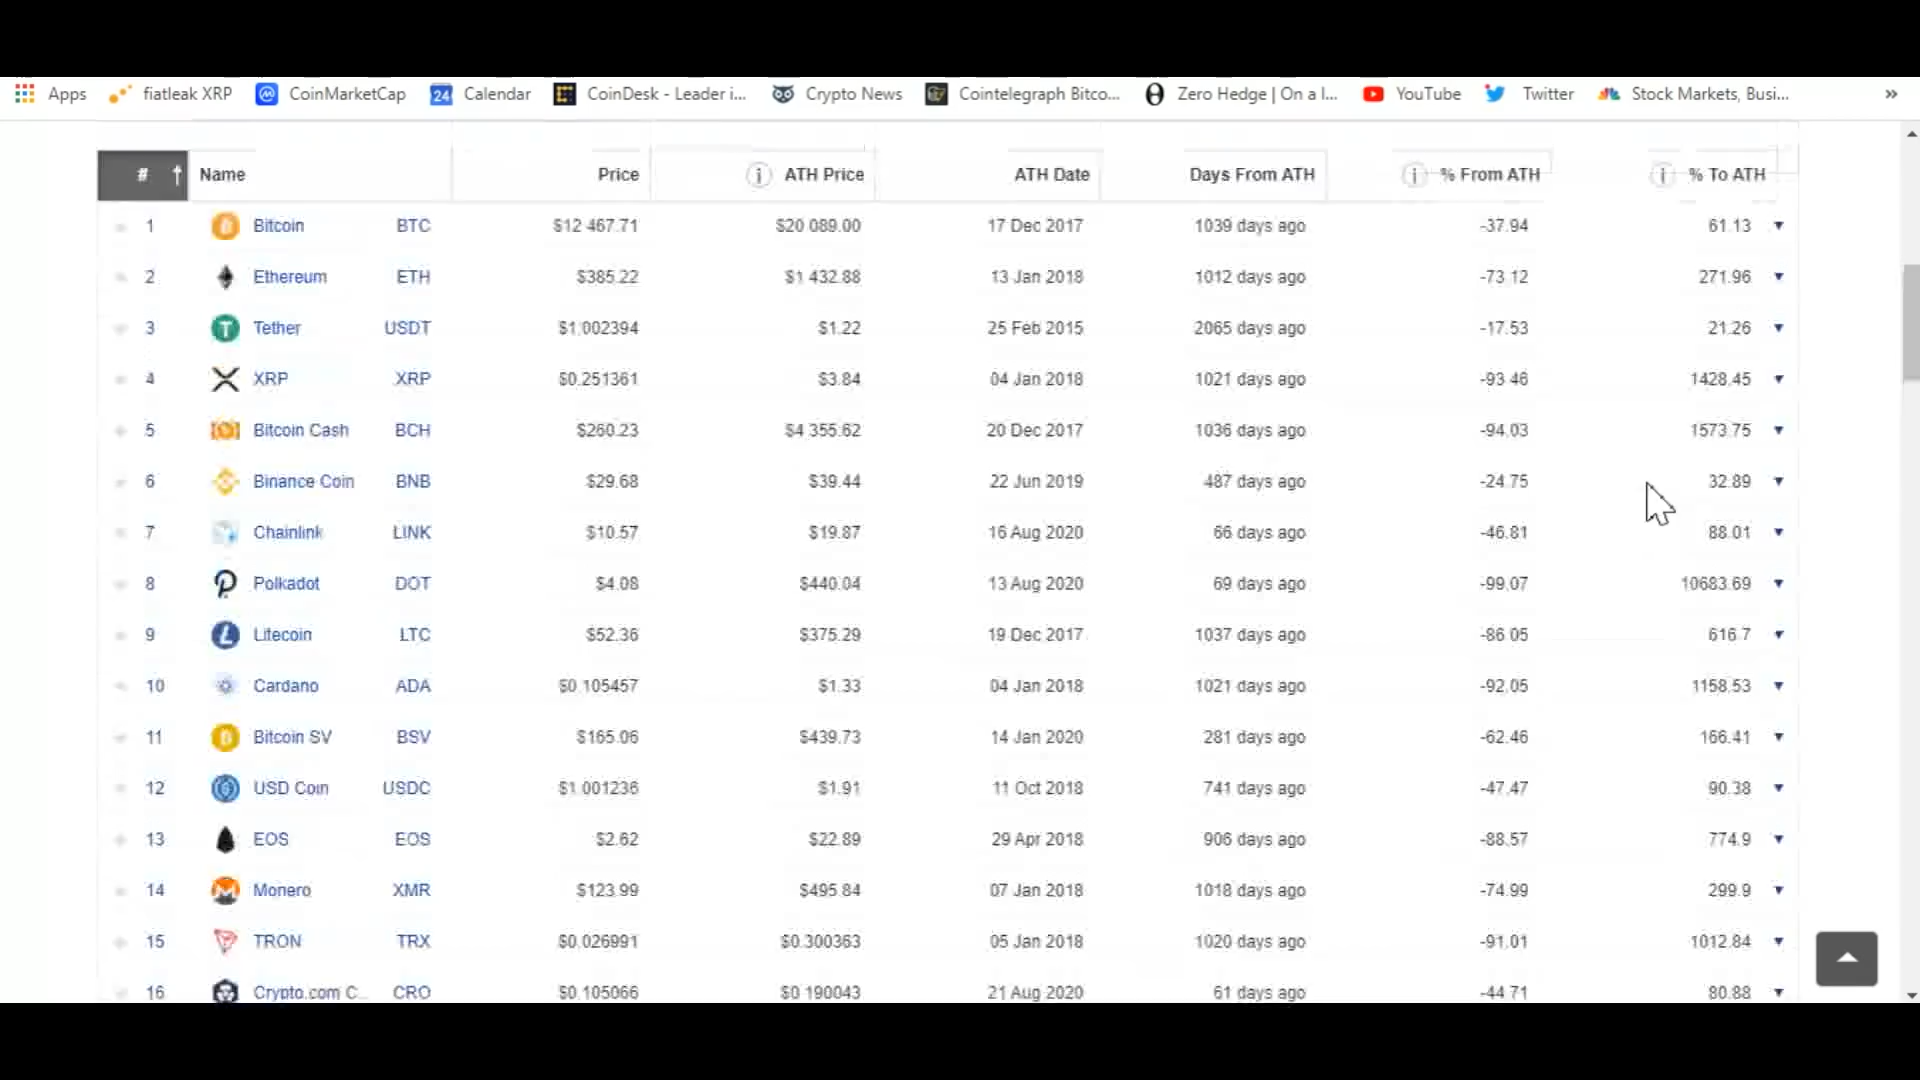 Apps fiatleak XRP CoinMarketCap 24 Calendar CoinDesk - Leader i... Crypto News Cointelegraph Bitco... Zero Hedge | On a l... YouTube Twitter Stock Markets, Busi... »
# ↑ Name Price i ATH Price ATH Date Days From ATH i % From ATH i % To ATH
1 Bitcoin BTC $12 467.71 $20 089.00 17 Dec 2017 1039 days ago -37.94 61.13
2 Ethereum ETH $385.22 $1 432.88 13 Jan 2018 1012 days ago -73.12 271.96
3 Tether USDT $1.002394 $1.22 25 Feb 2015 2065 days ago -17.53 21.26
4 XRP XRP $0.251361 $3.84 04 Jan 2018 1021 days ago -93.46 1428.45
5 Bitcoin Cash BCH $260.23 $4 355.62 20 Dec 2017 1036 days ago -94.03 1573.75
6 Binance Coin BNB $29.68 $39.44 22 Jun 2019 487 days ago -24.75 32.89
7 Chainlink LINK $10.57 $19.87 16 Aug 2020 66 days ago -46.81 88.01
8 Polkadot DOT $4.08 $440.04 13 Aug 2020 69 days ago -99.07 10683.69
9 Litecoin LTC $52.36 $375.29 19 Dec 2017 1037 days ago -86.05 616.7
10 Cardano ADA $0.105457 $1.33 04 Jan 2018 1021 days ago -92.05 1158.53
11 Bitcoin SV BSV $165.06 $439.73 14 Jan 2020 281 days ago -62.46 166.41
12 USD Coin USDC $1.001236 $1.91 11 Oct 2018 741 days ago -47.47 90.38
13 EOS EOS $2.62 $22.89 29 Apr 2018 906 days ago -88.57 774.9
14 Monero XMR $123.99 $495.84 07 Jan 2018 1018 days ago -74.99 299.9
15 TRON TRX $0.026991 $0.300363 05 Jan 2018 1020 days ago -91.01 1012.84
16 Crypto.com C... CRO $0.105066 $0.190043 21 Aug 2020 61 days ago -44.71 80.88